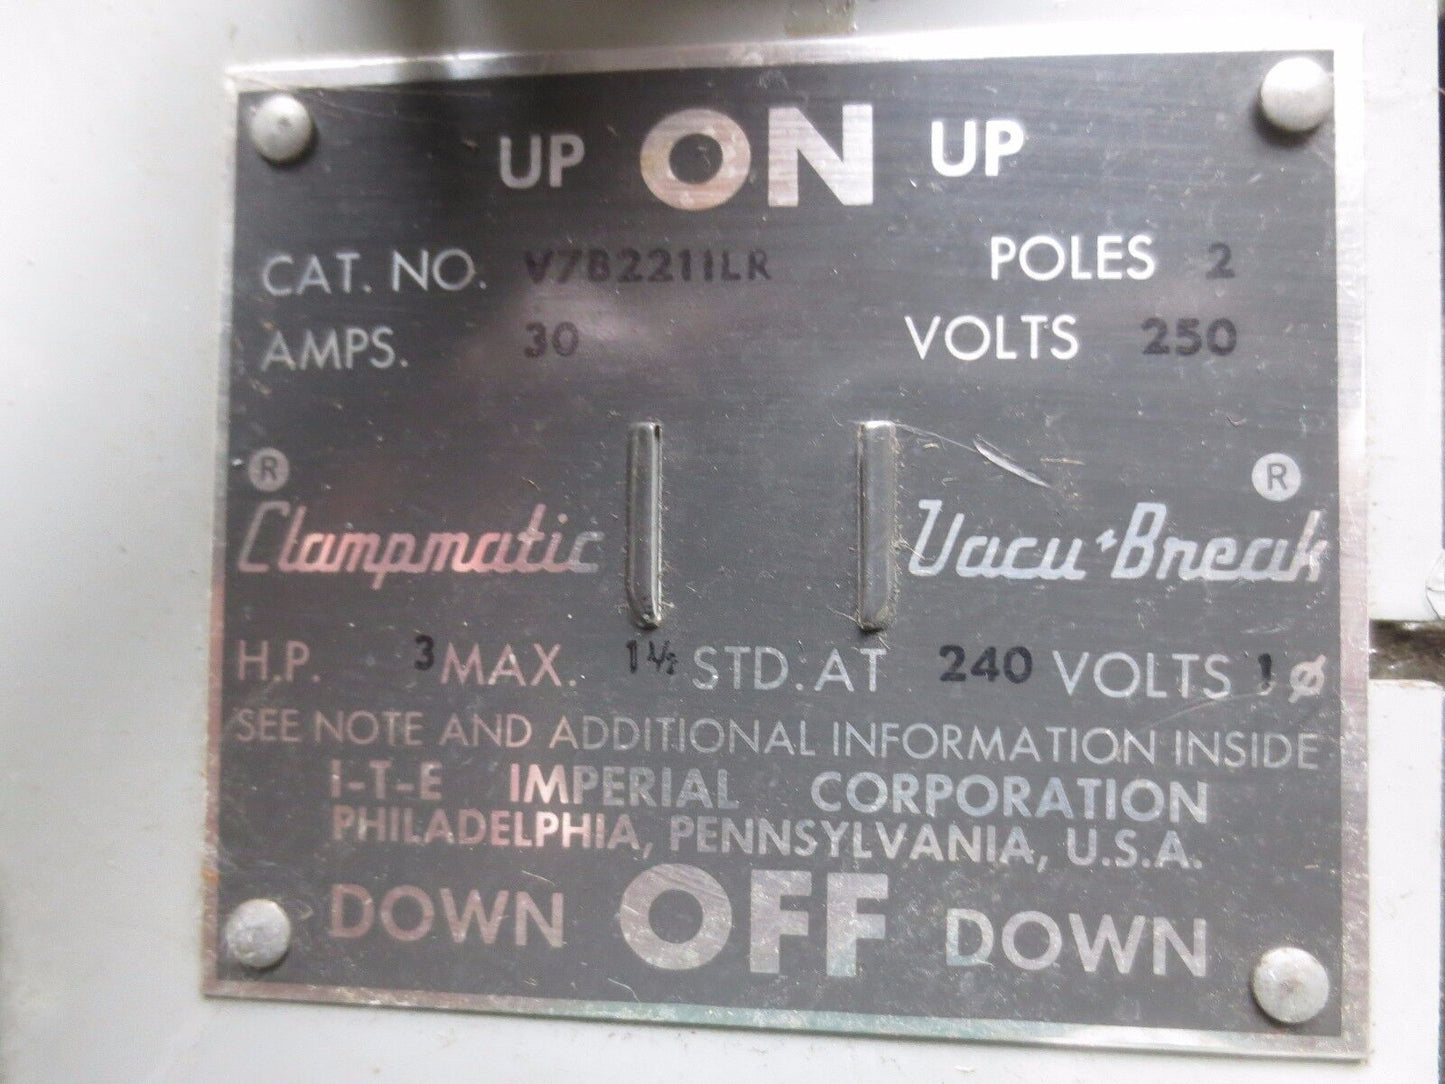 UP ON UP
CAT. NO. V7B2211LR POLES 2
AMPS. 30 VOLTS 250
® ®
Clampmatic Vacu-Break
H.P. 3 MAX. 1½ STD. AT 240 VOLTS 1 ø
SEE NOTE AND ADDITIONAL INFORMATION INSIDE
I-T-E IMPERIAL CORPORATION
PHILADELPHIA, PENNSYLVANIA, U.S.A.
DOWN OFF DOWN